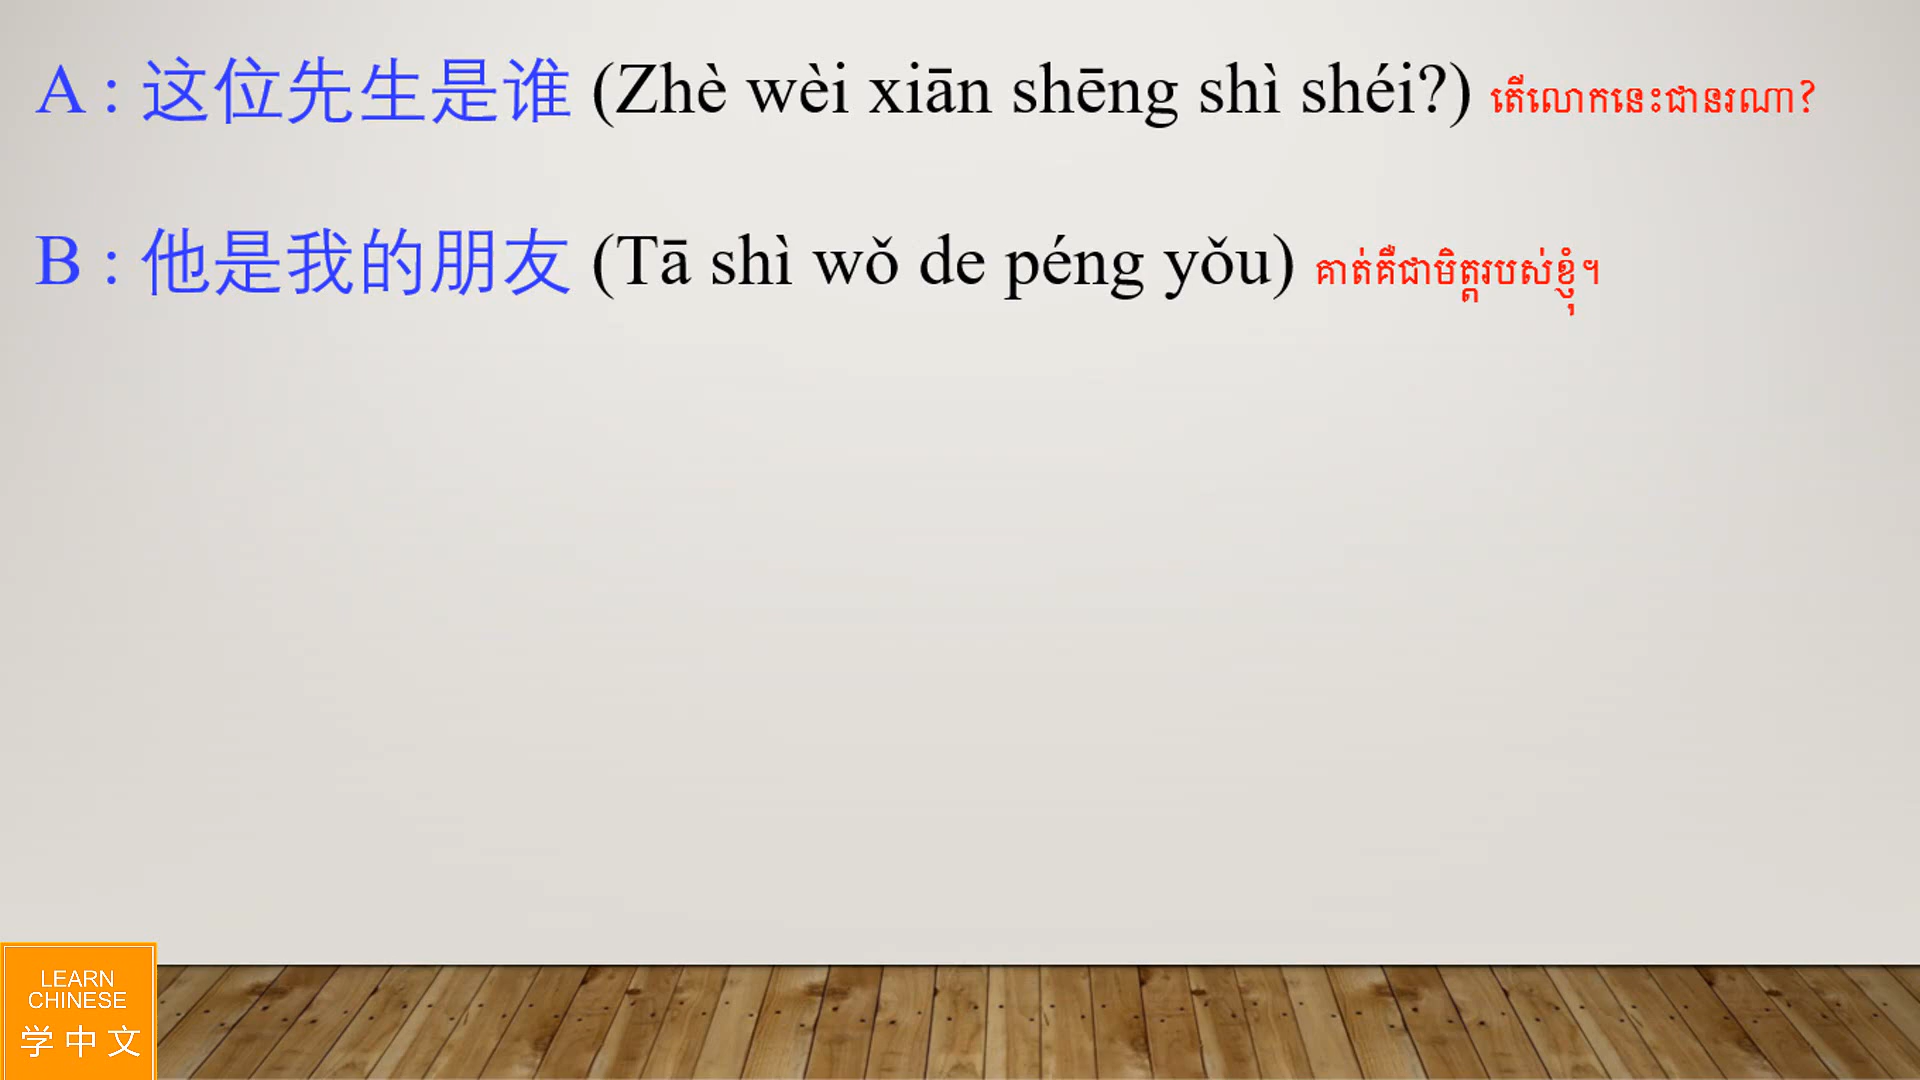 A : 这位先生是谁 (Zhè wèi xiān shēng shì shéi?) តើលោកនេះជានរណា?
B : 他是我的朋友 (Tā shì wǒ de péng yǒu) គាត់គឺជាមិត្តរបស់ខ្ញុំ។
LEARN
CHINESE
学 中 文